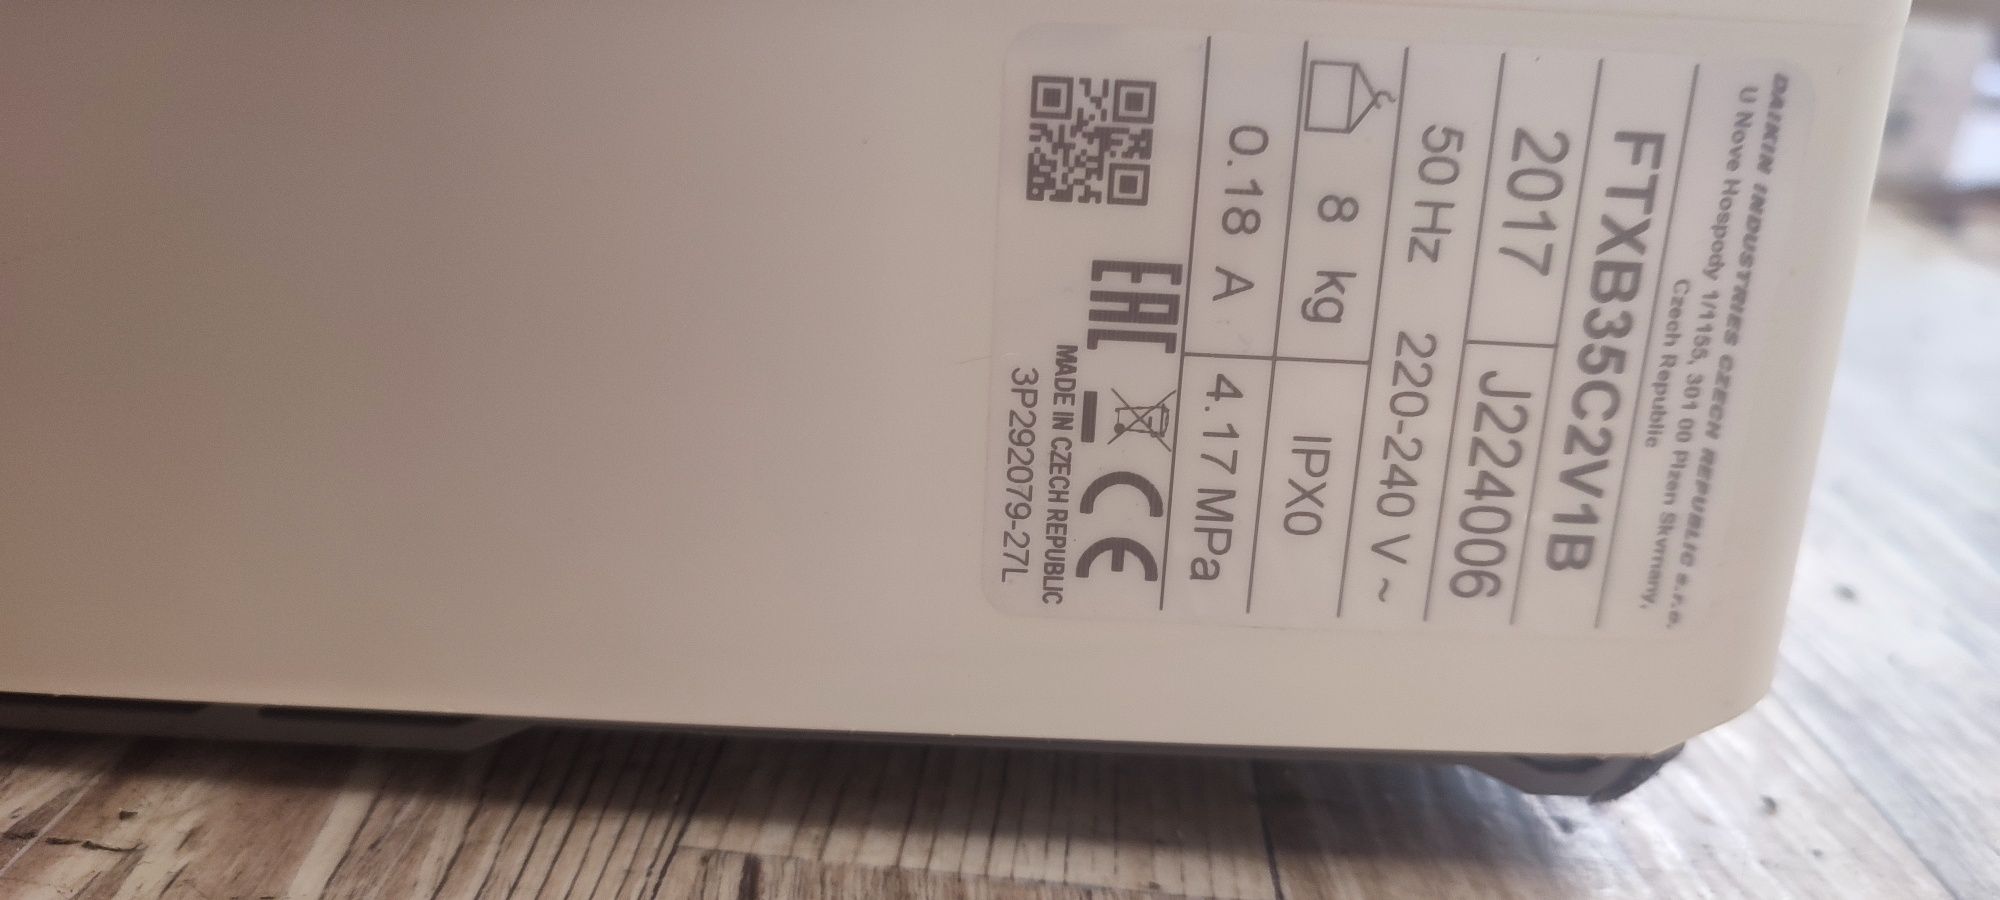 DAIKIN INDUSTRIES CZECH REPUBLIC s.r.o.
U Nove Hospody 1/1155, 301 00 Plzen Skvrnany,
Czech Republic
FTXB35C2V1B
2017 J224006
50 Hz 220-240 V ~
8 kg IPX0
0.18 A 4.17 MPa
EAC CE
MADE IN CZECH REPUBLIC
3P292079-27L